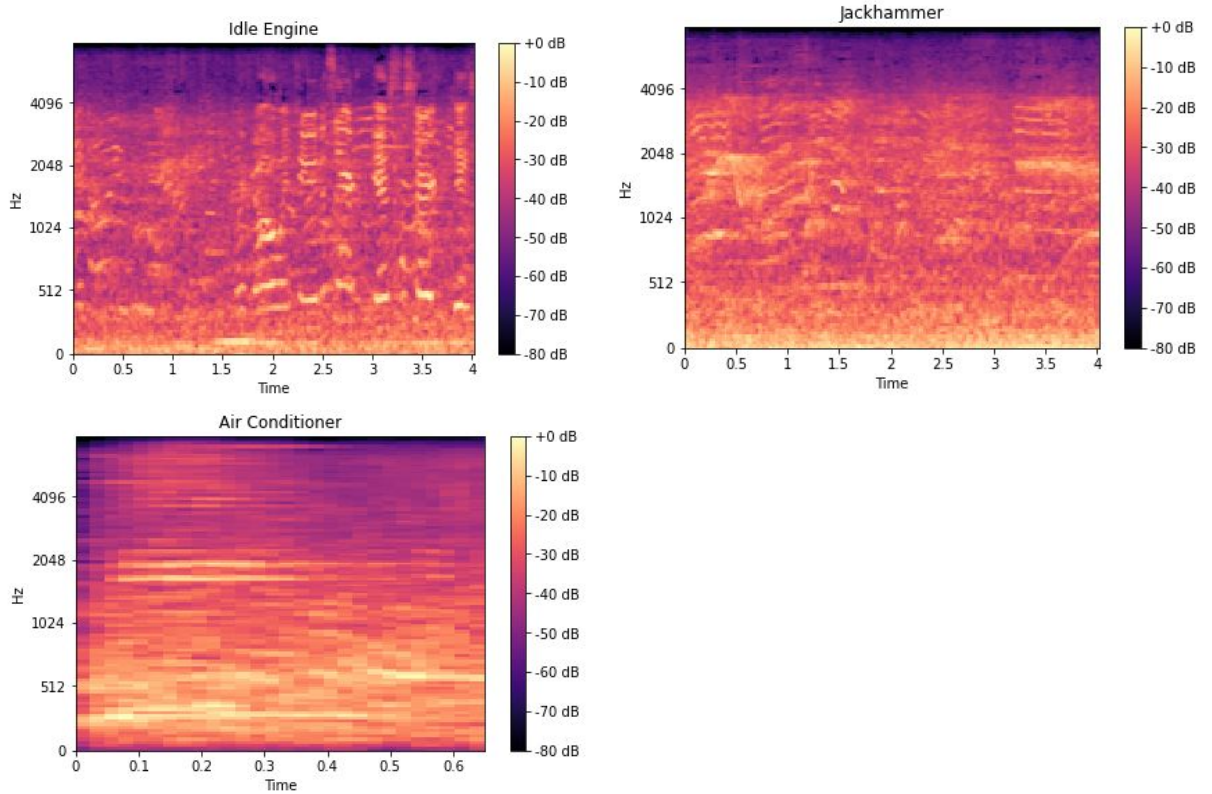 Idle Engine
+0 dB
4096
-10 dB
-20 dB
2048
-30 dB
Hz
1024
-40 dB
-50 dB
512
-60 dB
-70 dB
0
-80 dB
0 0.5 1 1.5 2 2.5 3 3.5 4
Time
Jackhammer
+0 dB
4096
-10 dB
-20 dB
2048
-30 dB
Hz
1024
-40 dB
-50 dB
512
-60 dB
-70 dB
0
-80 dB
0 0.5 1 1.5 2 2.5 3 3.5 4
Time
Air Conditioner
+0 dB
4096
-10 dB
-20 dB
2048
-30 dB
Hz
1024
-40 dB
-50 dB
512
-60 dB
-70 dB
0
-80 dB
0 0.1 0.2 0.3 0.4 0.5 0.6
Time